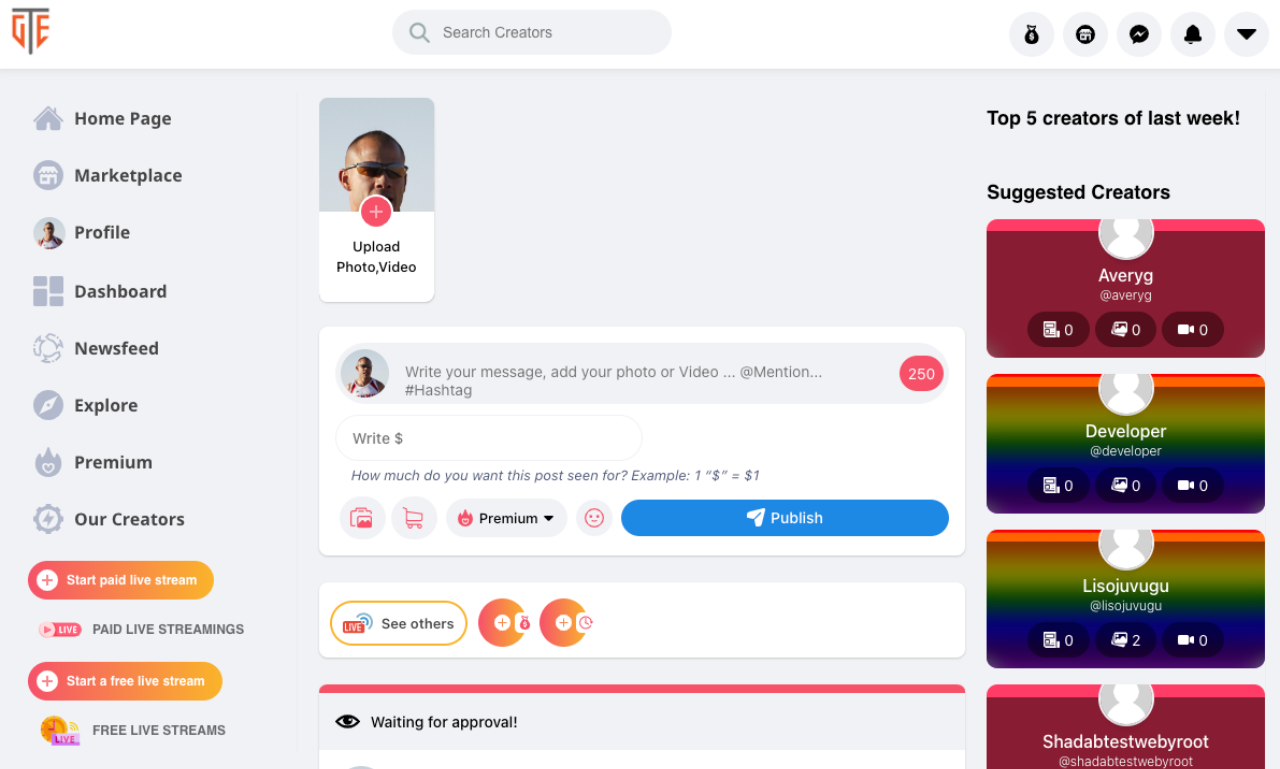 GTE
Search Creators
Home Page
Marketplace
Profile
Dashboard
Newsfeed
Explore
Premium
Our Creators
Start paid live stream
LIVE PAID LIVE STREAMINGS
Start a free live stream
LIVE FREE LIVE STREAMS
Upload
Photo,Video
Write your message, add your photo or Video ... @Mention...
#Hashtag
250
Write $
How much do you want this post seen for? Example: 1 “$” = $1
Premium
Publish
LIVE See others
Waiting for approval!
Top 5 creators of last week!
Suggested Creators
Averyg
@averyg
0 0 0
Developer
@developer
0 0 0
Lisojuvugu
@lisojuvugu
0 2 0
Shadabtestwebyroot
@shadabtestwebyroot